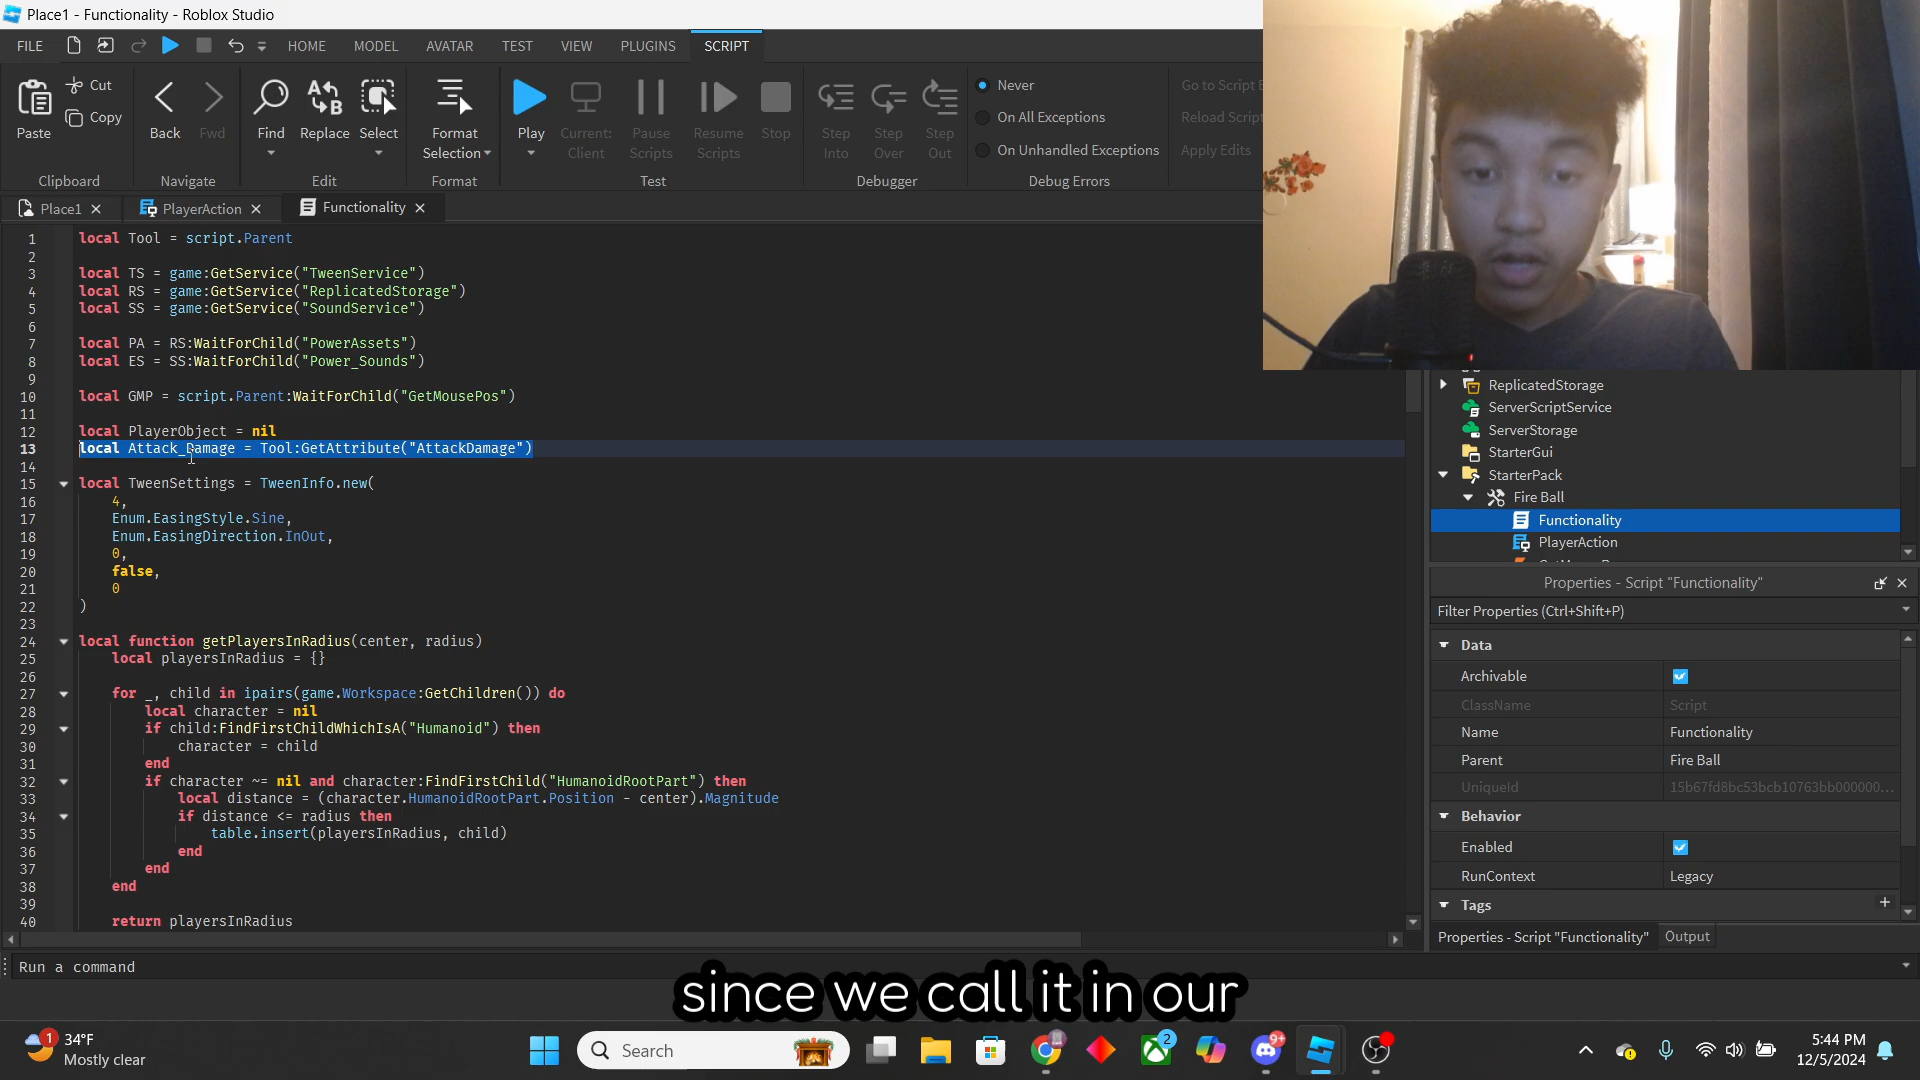 Place1 - Functionality - Roblox Studio
FILE HOME MODEL AVATAR TEST VIEW PLUGINS SCRIPT
Paste Cut Copy Back Fwd Find Replace Select Format Selection Play Current: Client Pause Scripts Resume Scripts Stop Step Into Step Over Step Out Never On All Exceptions On Unhandled Exceptions Go to Script Reload Script Apply Edits
Clipboard Navigate Edit Format Test Debugger Debug Errors
Place1 PlayerAction Functionality
1 local Tool = script.Parent
2
3 local TS = game:GetService("TweenService")
4 local RS = game:GetService("ReplicatedStorage")
5 local SS = game:GetService("SoundService")
6
7 local PA = RS:WaitForChild("PowerAssets")
8 local ES = SS:WaitForChild("Power_Sounds")
9
10 local GMP = script.Parent:WaitForChild("GetMousePos")
11
12 local PlayerObject = nil
13 local Attack_Damage = Tool:GetAttribute("AttackDamage")
14
15 local TweenSettings = TweenInfo.new(
16 4,
17 Enum.EasingStyle.Sine,
18 Enum.EasingDirection.InOut,
19 0,
20 false,
21 0
22 )
23
24 local function getPlayersInRadius(center, radius)
25 local playersInRadius = {}
26
27 for _, child in ipairs(game.Workspace:GetChildren()) do
28 local character = nil
29 if child:FindFirstChildWhichIsA("Humanoid") then
30 character = child
31 end
32 if character ~= nil and character:FindFirstChild("HumanoidRootPart") then
33 local distance = (character.HumanoidRootPart.Position - center).Magnitude
34 if distance <= radius then
35 table.insert(playersInRadius, child)
36 end
37 end
38 end
39
40 return playersInRadius
ReplicatedStorage
ServerScriptService
ServerStorage
StarterGui
StarterPack
Fire Ball
Functionality
PlayerAction
Properties - Script "Functionality"
Filter Properties (Ctrl+Shift+P)
Data
Archivable
ClassName Script
Name Functionality
Parent Fire Ball
UniqueId 15b67fd8bc53bcb10763bb000000...
Behavior
Enabled
RunContext Legacy
Tags +
Properties - Script "Functionality" Output
Run a command
since we call it in our
1 34°F
Mostly clear
Search
2
9+
5:44 PM
12/5/2024